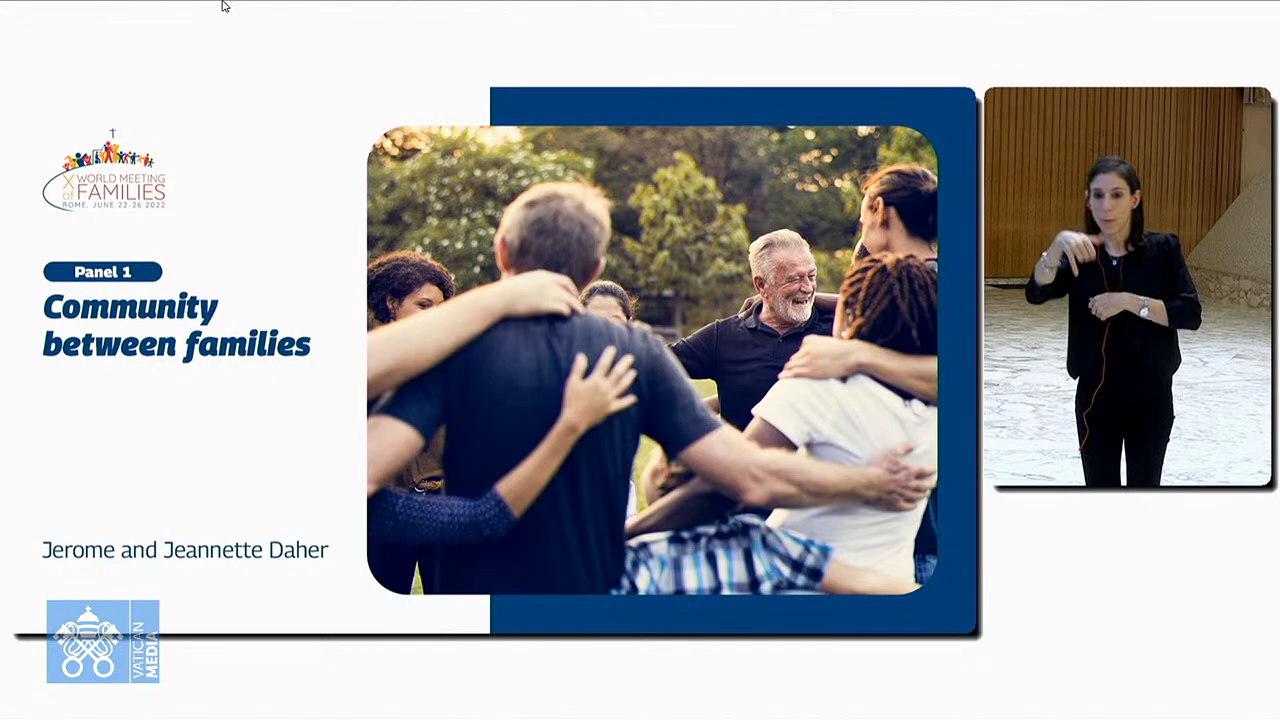 X WORLD MEETING
of FAMILIES
ROME, JUNE 22-26 2022
Panel 1
Community
between families
Jerome and Jeannette Daher
VATICAN
MEDIA